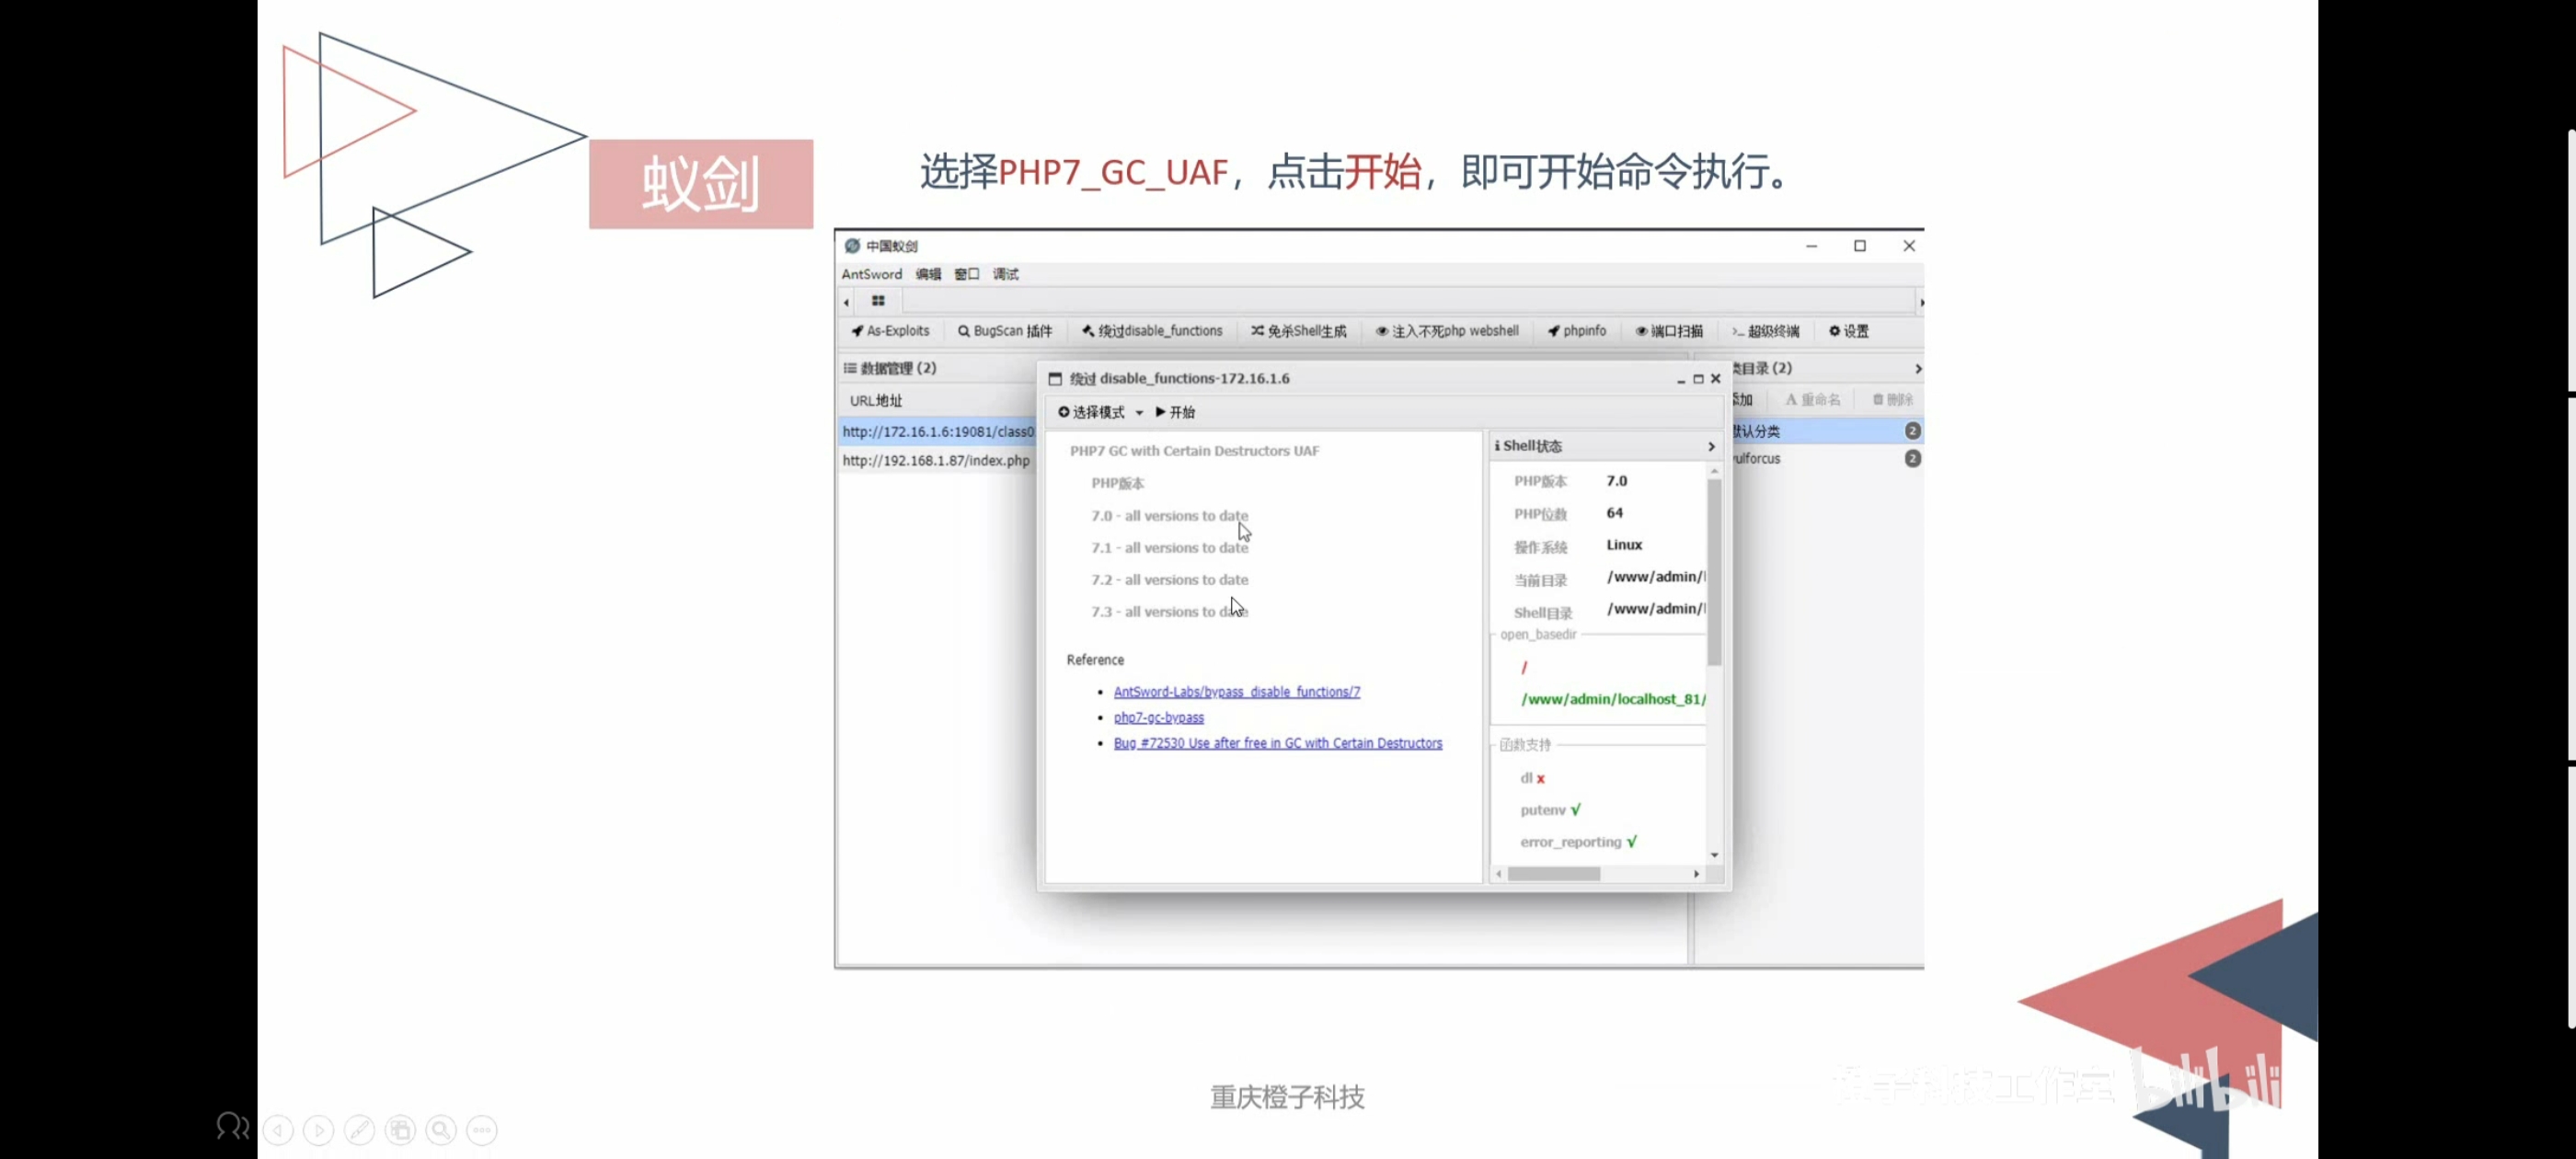 蚁剑
选择PHP7_GC_UAF，点击开始，即可开始命令执行。
中国蚁剑
AntSword 编辑 窗口 调试
As-Exploits BugScan 插件 绕过disable_functions 免杀Shell生成 注入不死php webshell phpinfo 端口扫描 超级终端 设置
数据管理 (2)
URL地址
http://172.16.1.6:19081/class0
http://192.168.1.87/index.php
绕过 disable_functions-172.16.1.6
选择模式 开始
PHP7 GC with Certain Destructors UAF
PHP版本
7.0 - all versions to date
7.1 - all versions to date
7.2 - all versions to date
7.3 - all versions to date
Reference
AntSword-Labs/bypass_disable_functions/7
php7-gc-bypass
Bug #72530 Use after free in GC with Certain Destructors
Shell状态
PHP版本 7.0
PHP位数 64
操作系统 Linux
当前目录 /www/admin/l
Shell目录 /www/admin/l
open_basedir
/
/www/admin/localhost_81/
函数支持
dl x
putenv √
error_reporting √
类目录 (2)
添加 重命名 删除
默认分类 2
vulforcus 2
重庆橙子科技
bilibili